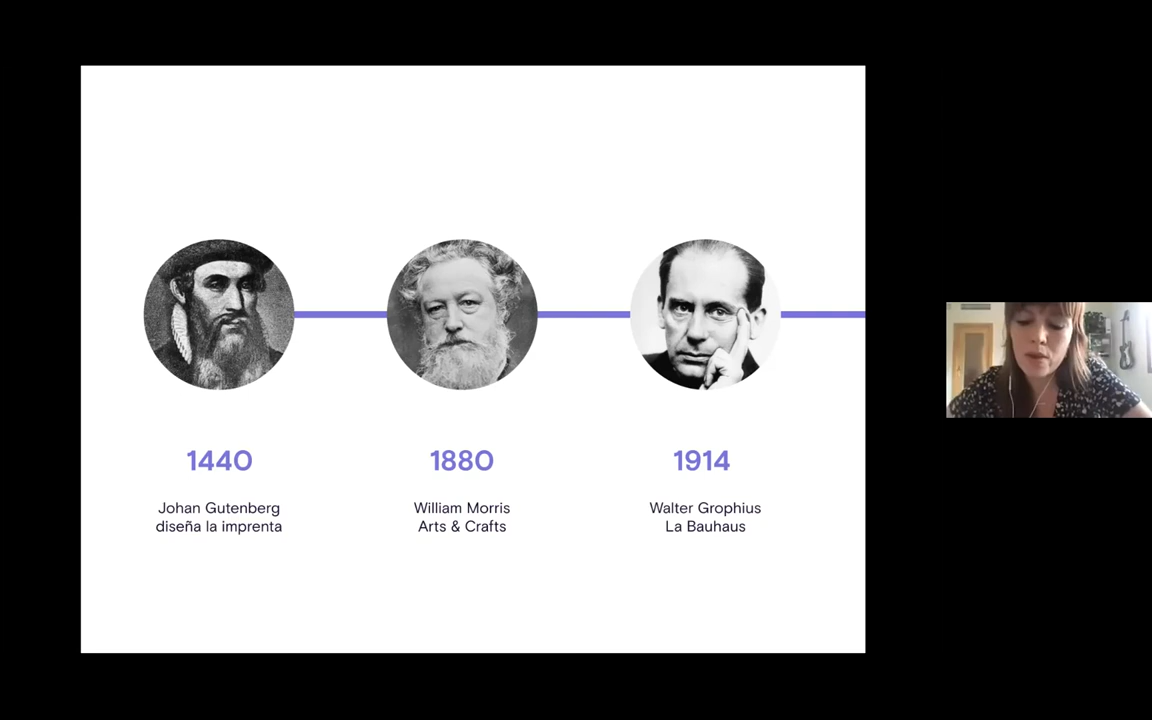 1440
Johan Gutenberg
diseña la imprenta
1880
William Morris
Arts & Crafts
1914
Walter Grophius
La Bauhaus